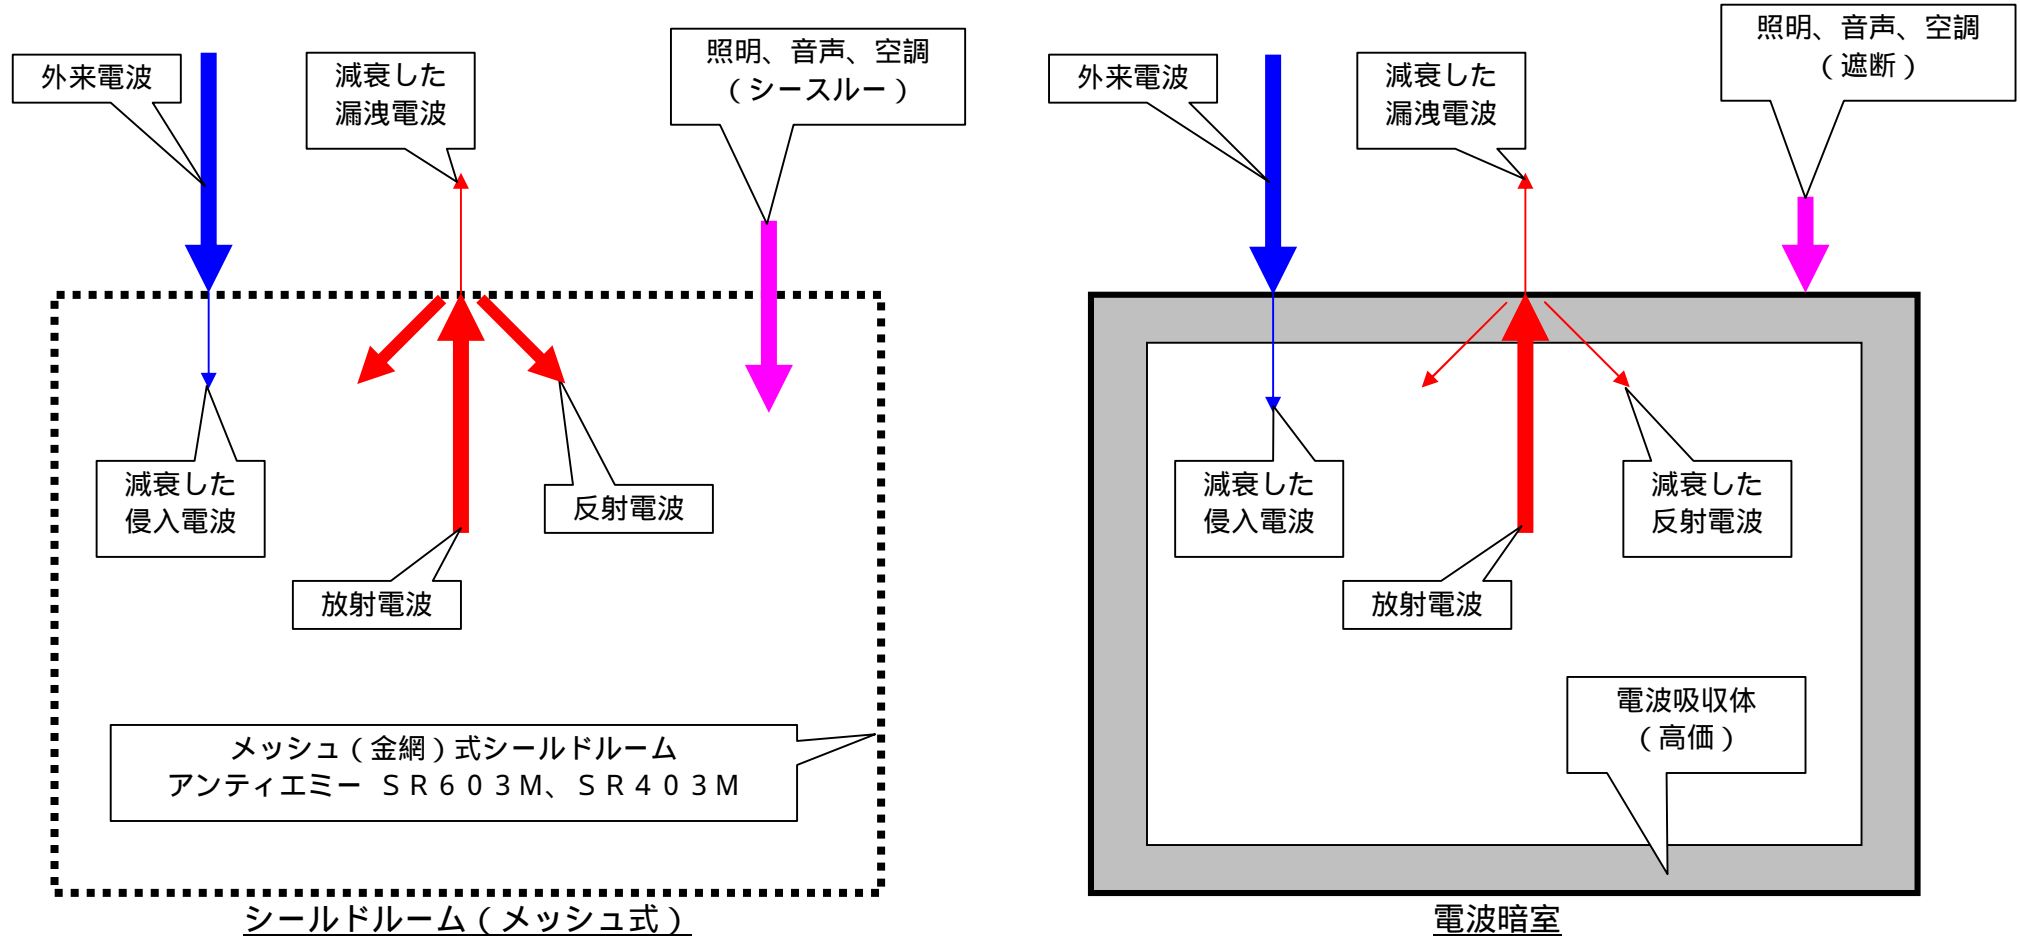 外来電波
減衰した
漏洩電波
照明、音声、空調
（シースルー）
減衰した
侵入電波
反射電波
放射電波
メッシュ（金網）式シールドルーム
アンティエミー　ＳＲ６０３Ｍ、ＳＲ４０３Ｍ
シールドルーム（メッシュ式）
外来電波
減衰した
漏洩電波
照明、音声、空調
（遮断）
減衰した
侵入電波
減衰した
反射電波
放射電波
電波吸収体
（高価）
電波暗室